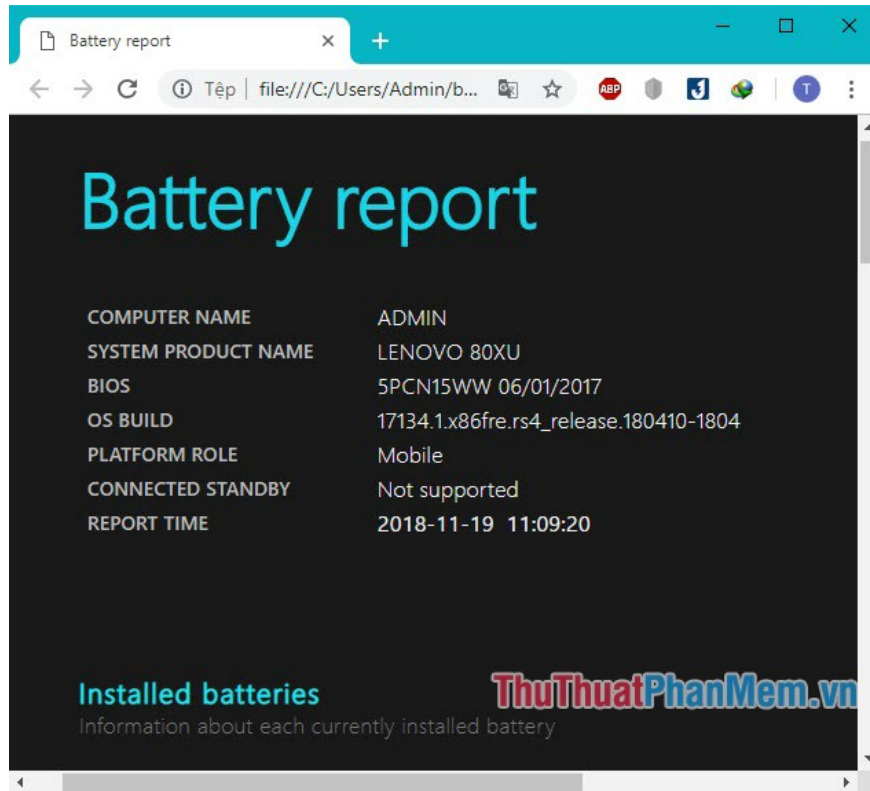 Battery report
Tệp file:///C:/Users/Admin/b...
ABP
T
Battery report
COMPUTER NAME ADMIN
SYSTEM PRODUCT NAME LENOVO 80XU
BIOS 5PCN15WW 06/01/2017
OS BUILD 17134.1.x86fre.rs4_release.180410-1804
PLATFORM ROLE Mobile
CONNECTED STANDBY Not supported
REPORT TIME 2018-11-19 11:09:20
Installed batteries
ThuThuatPhanMem.vn
Information about each currently installed battery